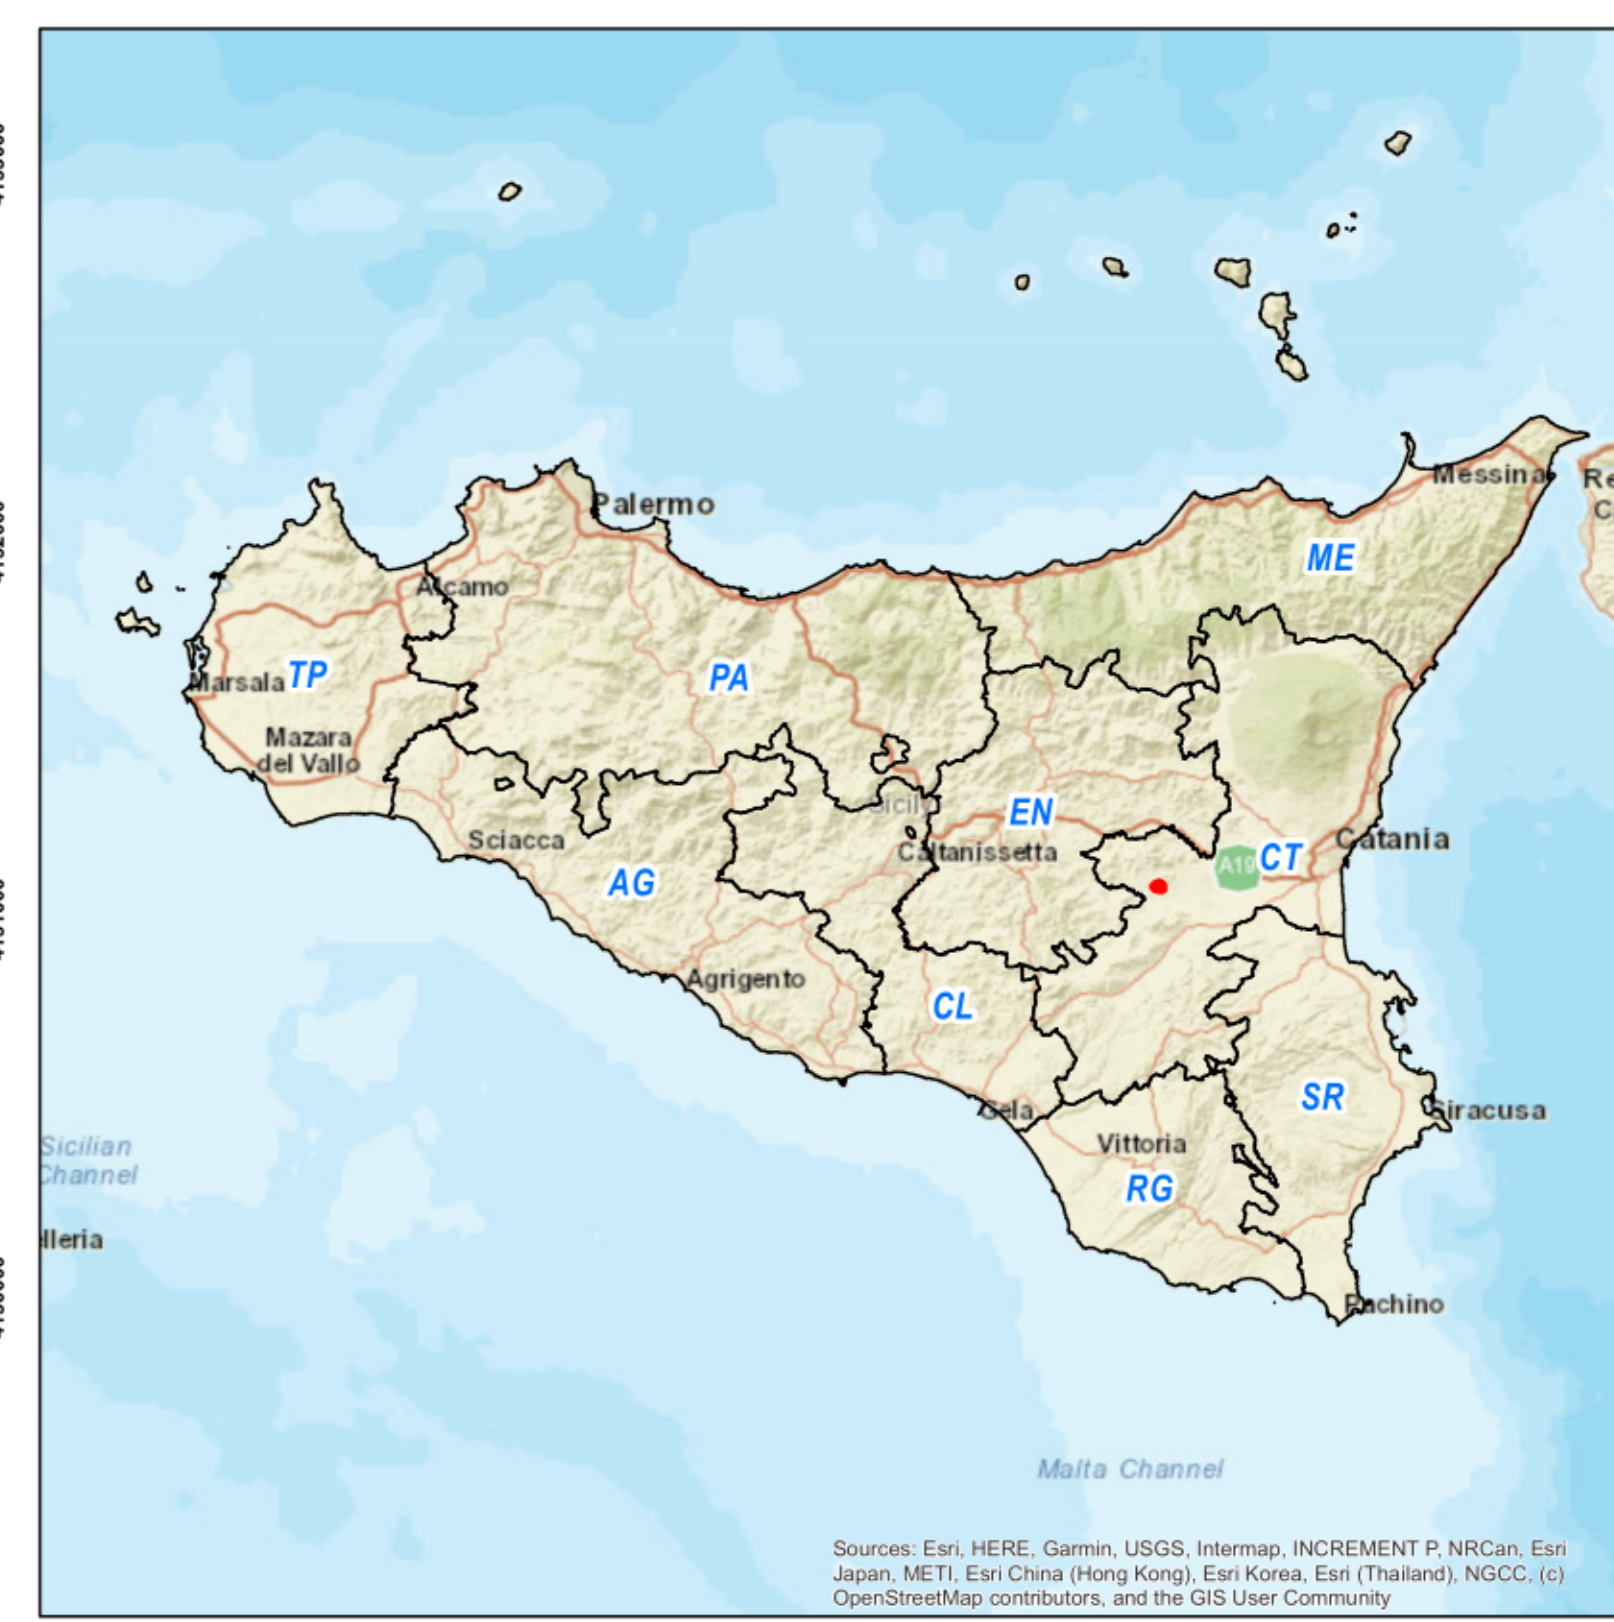 Palermo
Messina
Re
C
ME
Alcamo
Marsala
TP
PA
Mazara
del Vallo
Sicily
EN
Sciacca
Caltanissetta
A19
CT
Catania
AG
Agrigento
CL
SR
Gela
Siracusa
Vittoria
Sicilian
Channel
RG
lleria
Pachino
Malta Channel
Sources: Esri, HERE, Garmin, USGS, Intermap, INCREMENT P, NRCan, Esri
Japan, METI, Esri China (Hong Kong), Esri Korea, Esri (Thailand), NGCC, (c)
OpenStreetMap contributors, and the GIS User Community